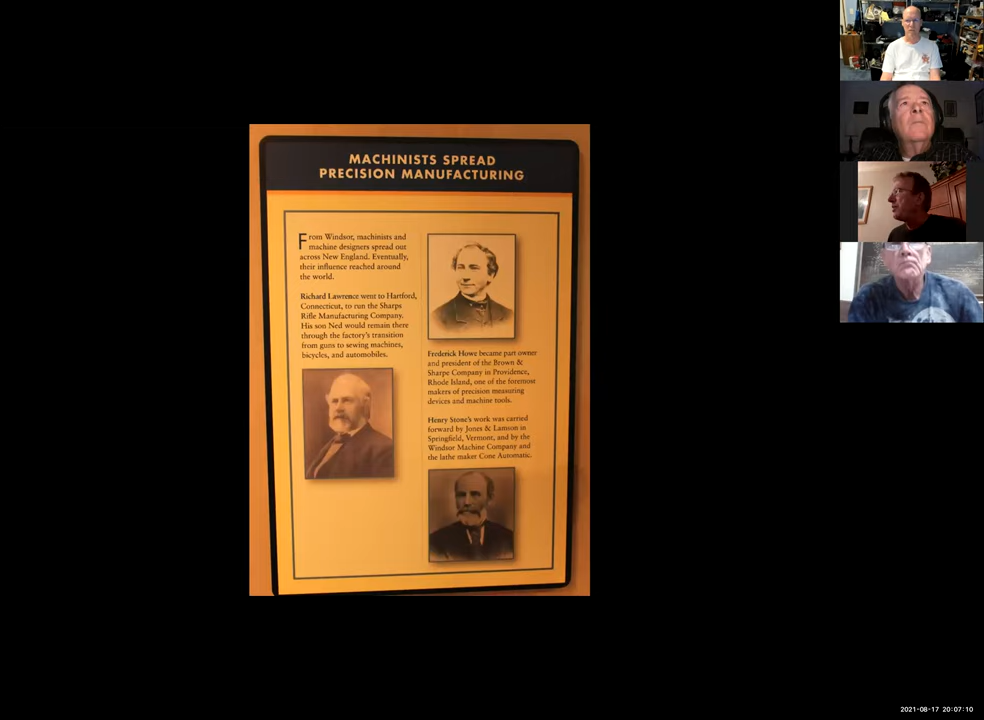 MACHINISTS SPREAD
PRECISION MANUFACTURING
From Windsor, machinists and
machine designers spread out
across New England. Eventually,
their influence reached around
the world.
Richard Lawrence went to Hartford,
Connecticut, to run the Sharps
Rifle Manufacturing Company.
His son Ned would remain there
through the factory's transition
from guns to sewing machines,
bicycles, and automobiles.
Frederick Howe became part owner
and president of the Brown &
Sharpe Company in Providence,
Rhode Island, one of the foremost
makers of precision measuring
devices and machine tools.
Henry Stone's work was carried
forward by Jones & Lamson in
Springfield, Vermont, and by the
Windsor Machine Company and
the lathe maker Cone Automatic.
2021-08-17 20:07:10